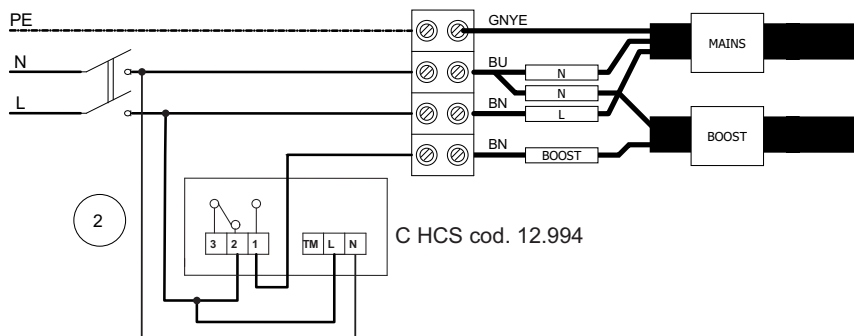 PE
GNYE
MAINS
N
BU
N
N
L
BN
L
BOOST
BN
BOOST
2
3 2 1
TM L N
C HCS cod. 12.994